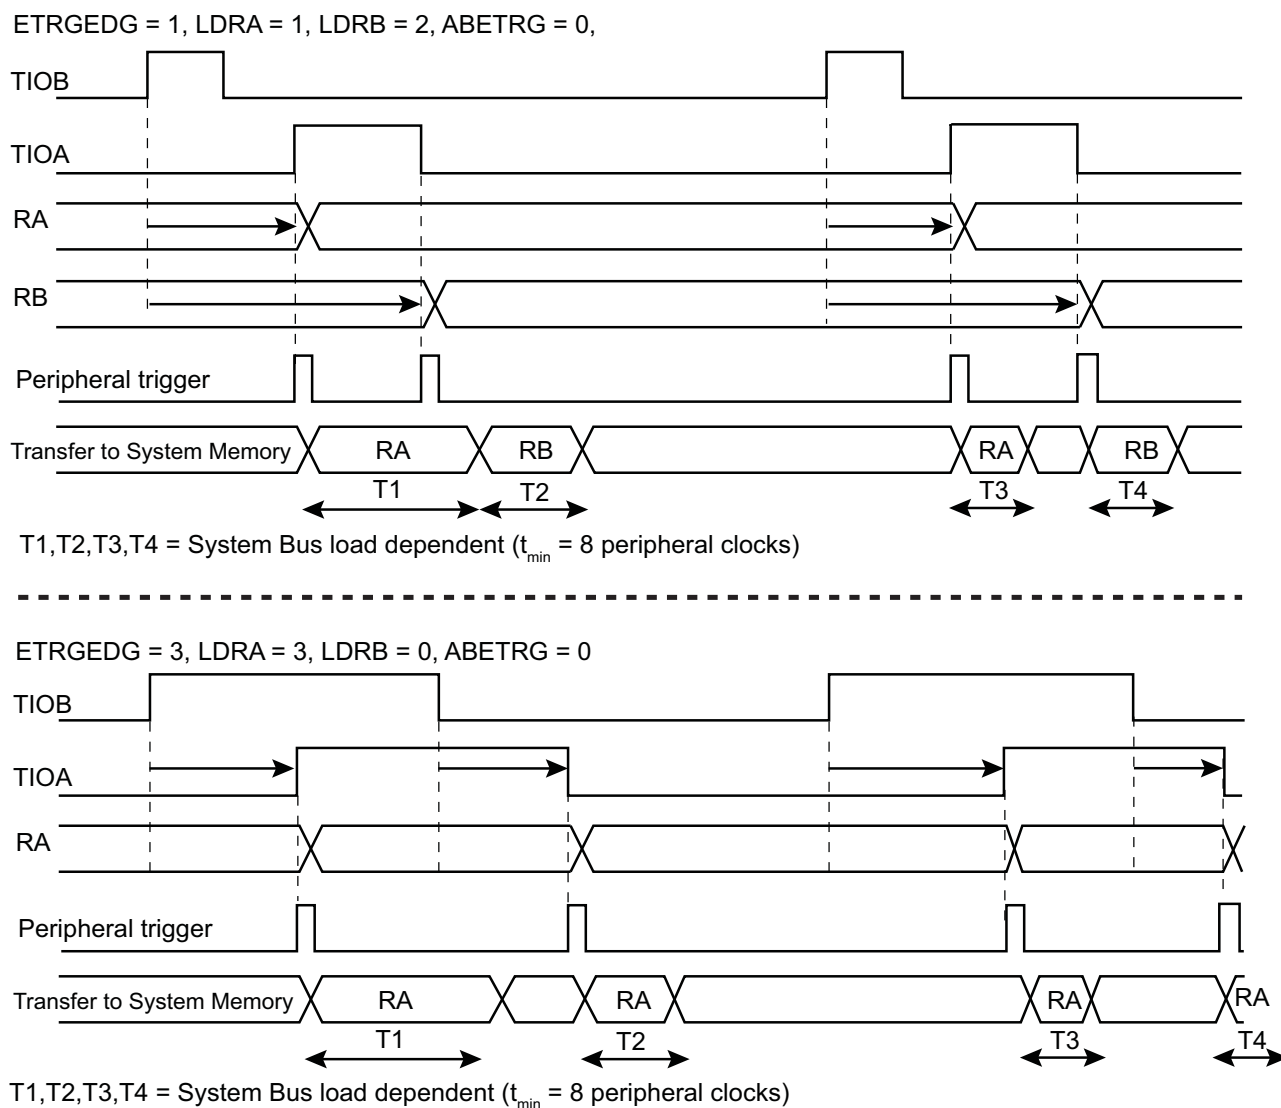 ETRGEDG = 1, LDRA = 1, LDRB = 2, ABETRG = 0,
TIOB
TIOA
RA
RB
Peripheral trigger
Transfer to System Memory RA RB RA RB
T1 T2 T3 T4
T1,T2,T3,T4 = System Bus load dependent (tmin = 8 peripheral clocks)
ETRGEDG = 3, LDRA = 3, LDRB = 0, ABETRG = 0
TIOB
TIOA
RA
Peripheral trigger
Transfer to System Memory RA RA RA RA
T1 T2 T3 T4
T1,T2,T3,T4 = System Bus load dependent (tmin = 8 peripheral clocks)